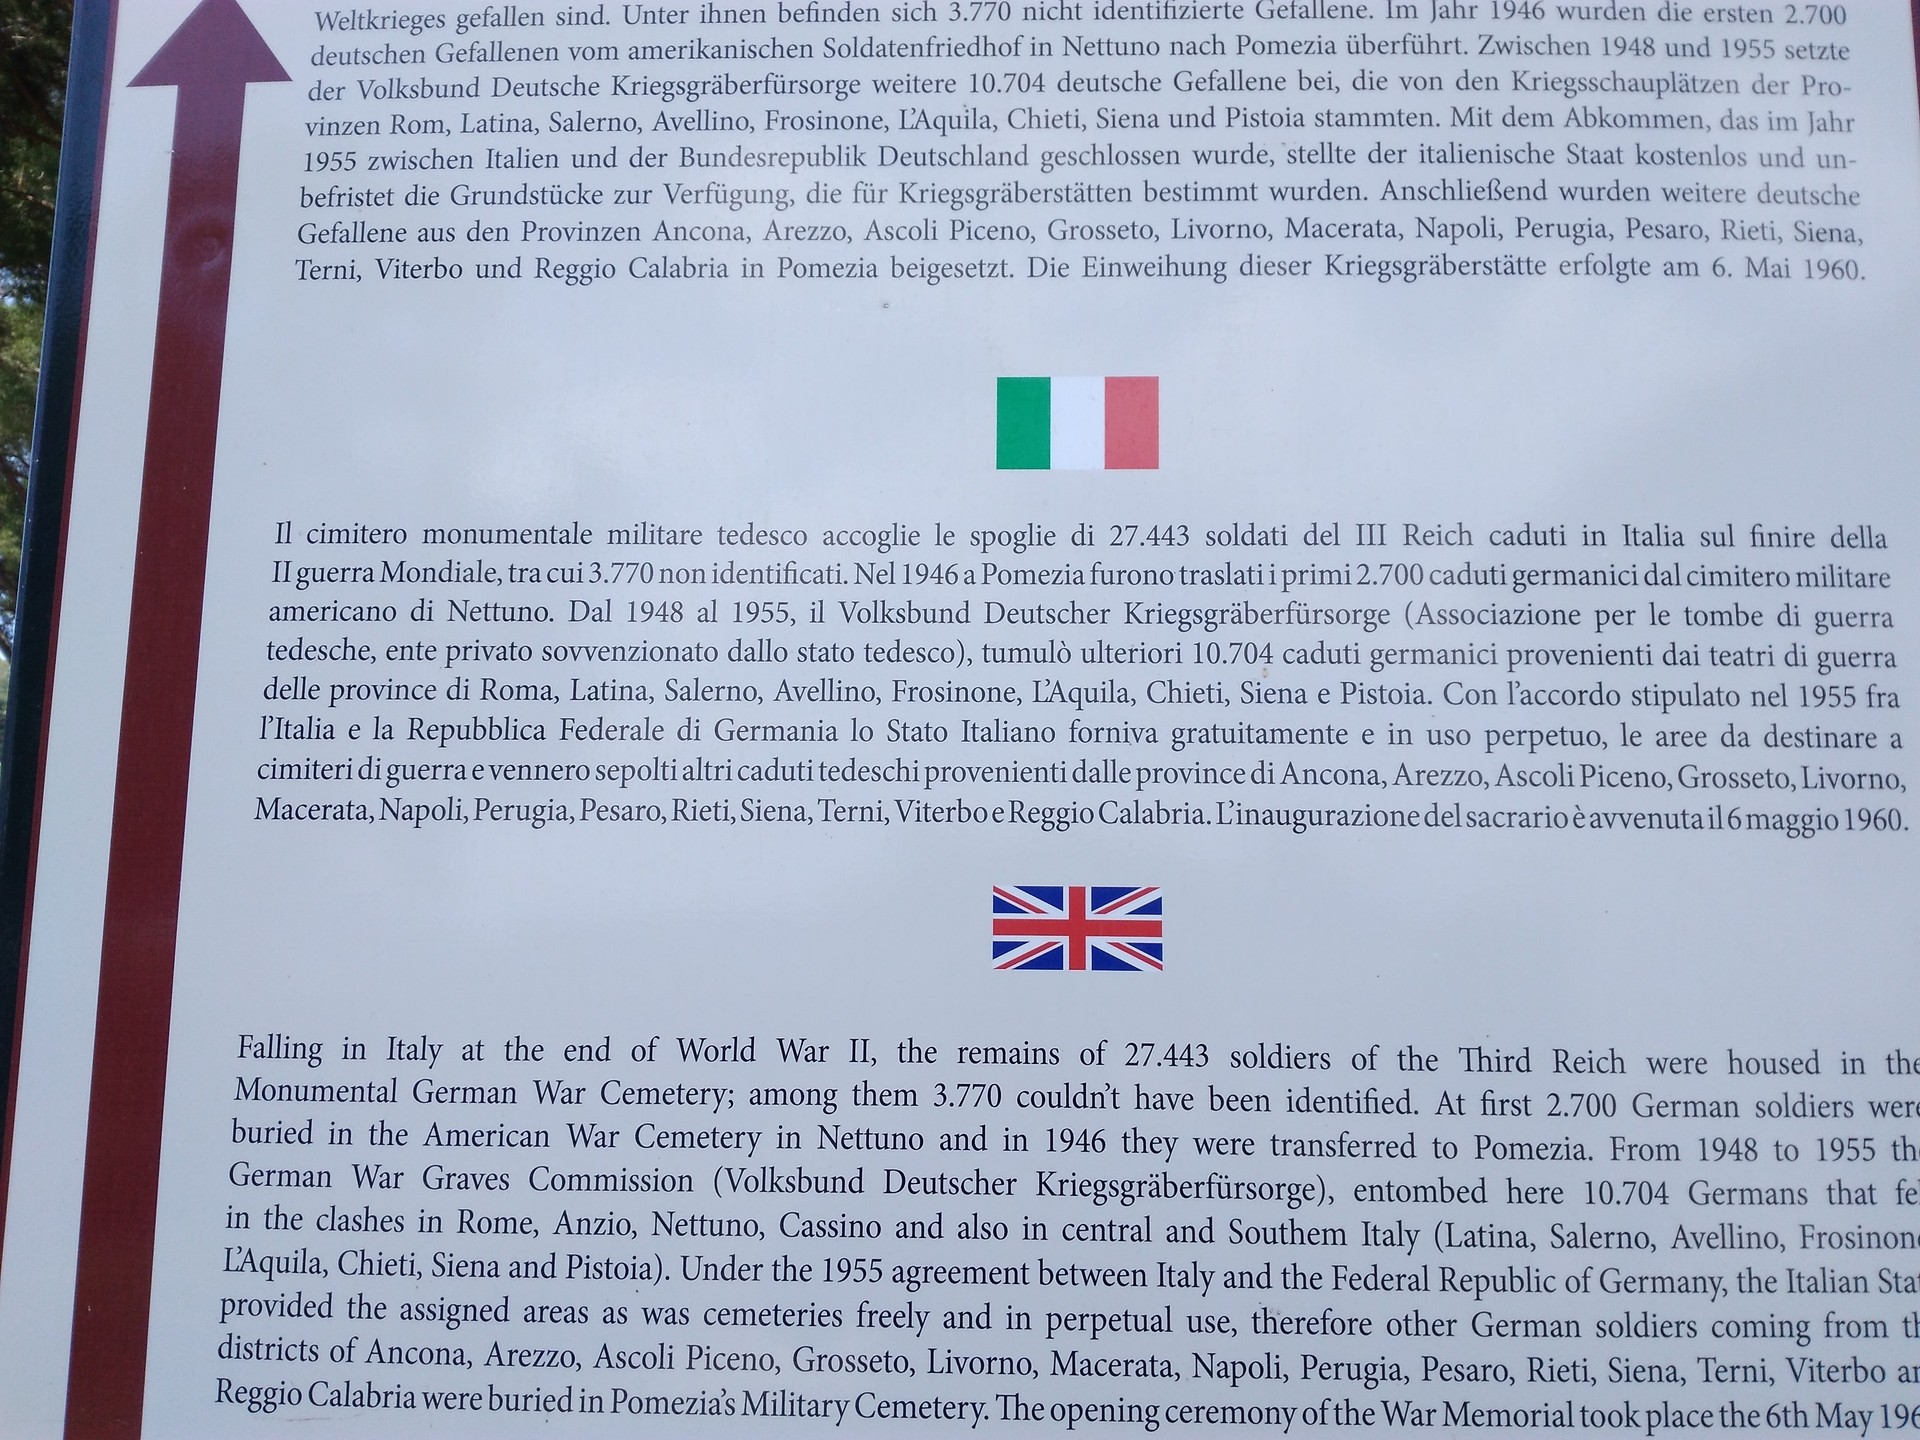 Weltkrieges gefallen sind. Unter ihnen befinden sich 3.770 nicht identifizierte Gefallene. Im Jahr 1946 wurden die ersten 2.700
deutschen Gefallenen vom amerikanischen Soldatenfriedhof in Nettuno nach Pomezia überführt. Zwischen 1948 und 1955 setzte
der Volksbund Deutsche Kriegsgräberfürsorge weitere 10.704 deutsche Gefallene bei, die von den Kriegsschauplätzen der Pro-
vinzen Rom, Latina, Salerno, Avellino, Frosinone, L'Aquila, Chieti, Siena und Pistoia stammten. Mit dem Abkommen, das im Jahr
1955 zwischen Italien und der Bundesrepublik Deutschland geschlossen wurde, stellte der italienische Staat kostenlos und un-
befristet die Grundstücke zur Verfügung, die für Kriegsgräberstätten bestimmt wurden. Anschließend wurden weitere deutsche
Gefallene aus den Provinzen Ancona, Arezzo, Ascoli Piceno, Grosseto, Livorno, Macerata, Napoli, Perugia, Pesaro, Rieti, Siena,
Terni, Viterbo und Reggio Calabria in Pomezia beigesetzt. Die Einweihung dieser Kriegsgräberstätte erfolgte am 6. Mai 1960.
Il cimitero monumentale militare tedesco accoglie le spoglie di 27.443 soldati del III Reich caduti in Italia sul finire della
II guerra Mondiale, tra cui 3.770 non identificati. Nel 1946 a Pomezia furono traslati i primi 2.700 caduti germanici dal cimitero militare
americano di Nettuno. Dal 1948 al 1955, il Volksbund Deutscher Kriegsgräberfürsorge (Associazione per le tombe di guerra
tedesche, ente privato sovvenzionato dallo stato tedesco), tumulò ulteriori 10.704 caduti germanici provenienti dai teatri di guerra
delle province di Roma, Latina, Salerno, Avellino, Frosinone, L'Aquila, Chieti, Siena e Pistoia. Con l'accordo stipulato nel 1955 fra
l'Italia e la Repubblica Federale di Germania lo Stato Italiano forniva gratuitamente e in uso perpetuo, le aree da destinare a
cimiteri di guerra e vennero sepolti altri caduti tedeschi provenienti dalle province di Ancona, Arezzo, Ascoli Piceno, Grosseto, Livorno,
Macerata, Napoli, Perugia, Pesaro, Rieti, Siena, Terni, Viterbo e Reggio Calabria. L'inaugurazione del sacrario è avvenuta il 6 maggio 1960.
Falling in Italy at the end of World War II, the remains of 27.443 soldiers of the Third Reich were housed in the
Monumental German War Cemetery; among them 3.770 couldn't have been identified. At first 2.700 German soldiers were
buried in the American War Cemetery in Nettuno and in 1946 they were transferred to Pomezia. From 1948 to 1955
German War Graves Commission (Volksbund Deutscher Kriegsgräberfürsorge), entombed here 10.704 Germans that
in the clashes in Rome, Anzio, Nettuno, Cassino and also in central and Southem Italy (Latina, Salerno, Avellino,
L'Aquila, Chieti, Siena and Pistoia). Under the 1955 agreement between Italy and the Federal Republic of Germany, the Italian
provided the assigned areas as was cemeteries freely and in perpetual use, therefore other German soldiers coming from
districts of Ancona, Arezzo, Ascoli Piceno, Grosseto, Livorno, Macerata, Napoli, Perugia, Pesaro, Rieti, Siena, Terni, Viterbo
Reggio Calabria were buried in Pomezia's Military Cemetery. The opening ceremony of the War Memorial took place the 6th May